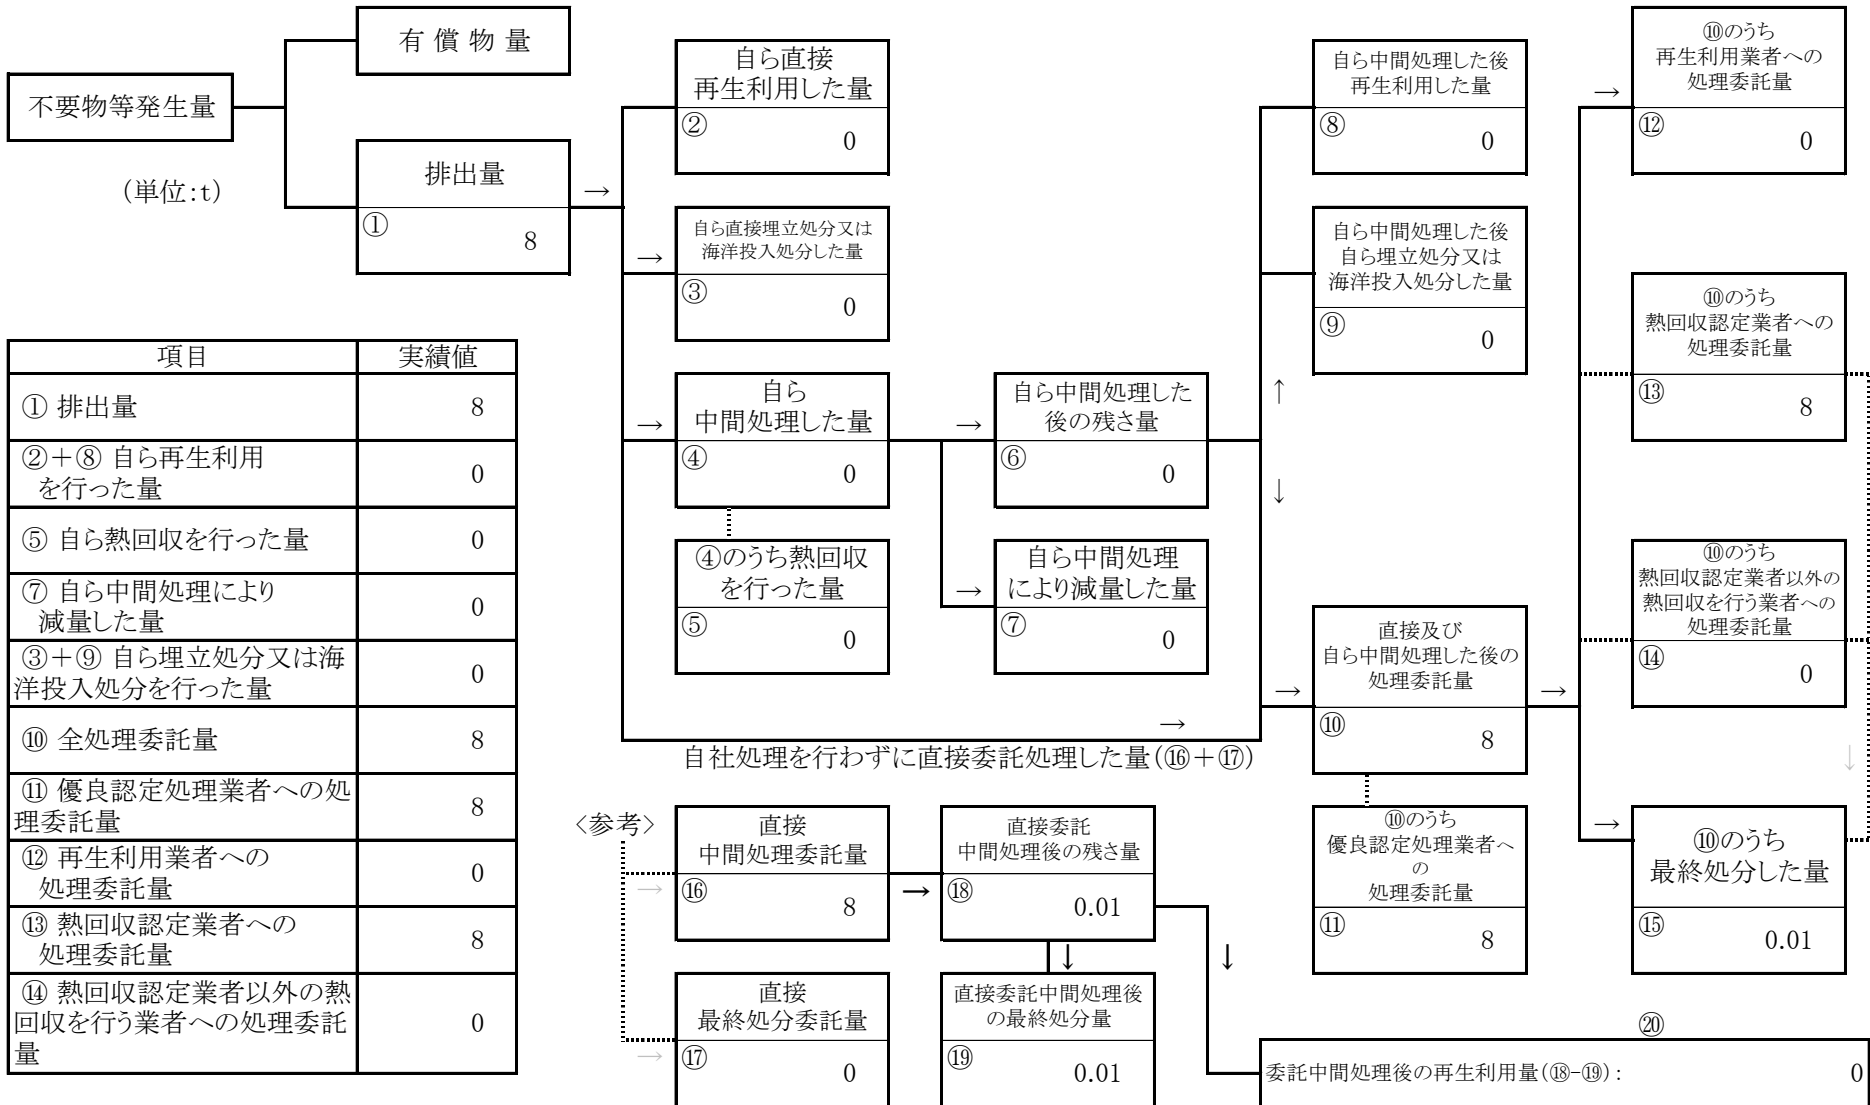 有 償 物 量
不要物等発生量
(単位:t)
排出量
①
8
→
自ら直接
再生利用した量
②
0
→
自ら直接埋立処分又は
海洋投入処分した量
③
0
→
自ら
中間処理した量
④
0
④のうち熱回収
を行った量
⑤
0
→
自ら中間処理した
後の残さ量
⑥
0
→
自ら中間処理
により減量した量
⑦
0
自ら中間処理した後
再生利用した量
⑧
0
自ら中間処理した後
自ら埋立処分又は
海洋投入処分した量
⑨
0
↑
↓
→
自社処理を行わずに直接委託処理した量(⑯+⑰)
→
直接及び
自ら中間処理した後の
処理委託量
⑩
8
→
⑩のうち
優良認定処理業者へ
の
処理委託量
⑪
8
→
⑩のうち
再生利用業者への
処理委託量
⑫
0
⑩のうち
熱回収認定業者への
処理委託量
⑬
8
⑩のうち
熱回収認定業者以外の
熱回収を行う業者への
処理委託量
⑭
0
↓
→
⑩のうち
最終処分した量
⑮
0.01
項目 実績値
① 排出量 8
②+⑧ 自ら再生利用
を行った量 0
⑤ 自ら熱回収を行った量 0
⑦ 自ら中間処理により
減量した量 0
③+⑨ 自ら埋立処分又は海
洋投入処分を行った量 0
⑩ 全処理委託量 8
⑪ 優良認定処理業者への処
理委託量 8
⑫ 再生利用業者への
処理委託量 0
⑬ 熱回収認定業者への
処理委託量 8
⑭ 熱回収認定業者以外の熱
回収を行う業者への処理委託
量 0
<参考>
→
直接
中間処理委託量
⑯
8
→
直接委託
中間処理後の残さ量
⑱
0.01
↓
↓
→
直接
最終処分委託量
⑰
0
直接委託中間処理後
の最終処分量
⑲
0.01
⑳
委託中間処理後の再生利用量(⑱-⑲): 0